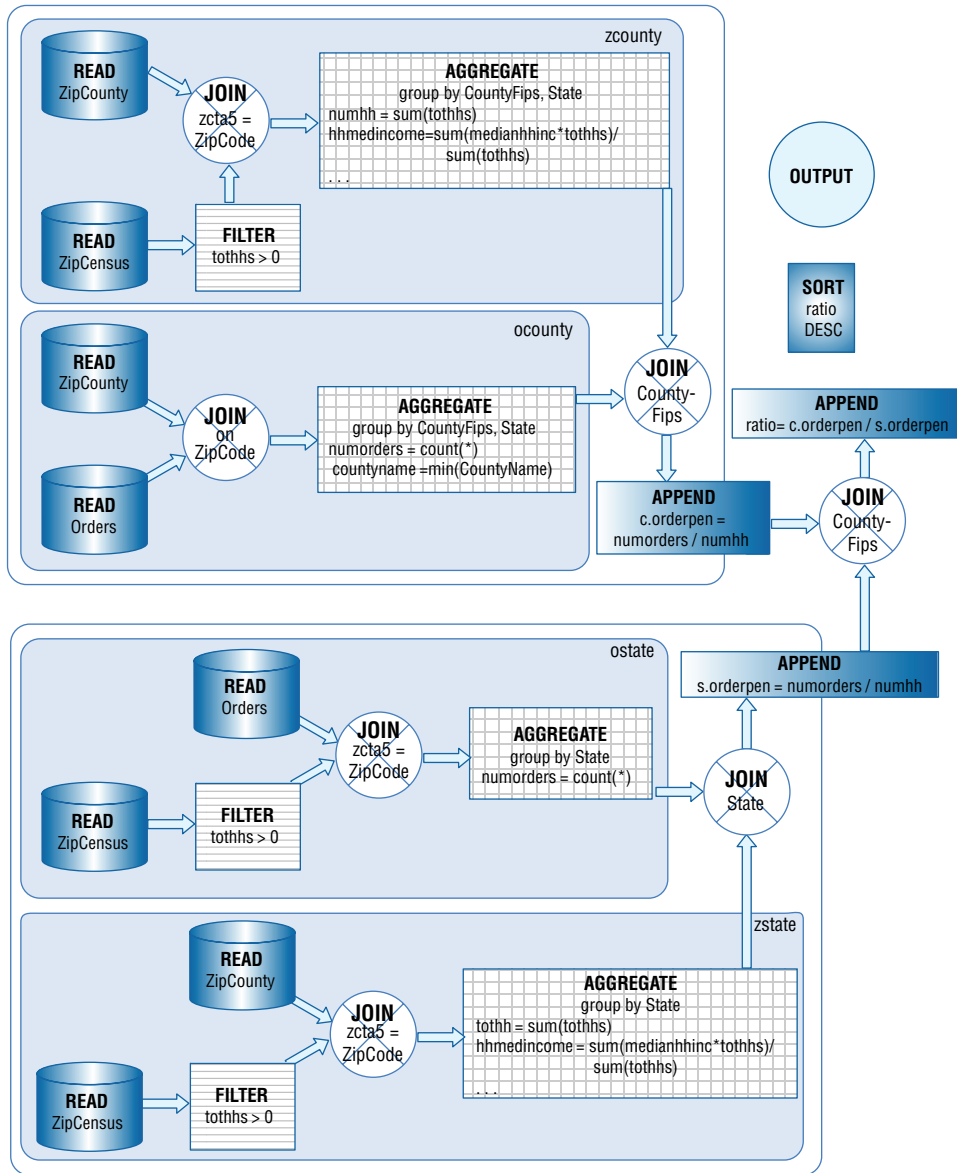 zcounty
READ
ZipCounty
JOIN
zcta5 =
ZipCode
AGGREGATE
group by CountyFips, State
numhh = sum(tothhs)
hhmedincome=sum(medianhhinc*tothhs)/
sum(tothhs)
. . .
READ
ZipCensus
FILTER
tothhs > 0
OUTPUT
SORT
ratio
DESC
ocounty
READ
ZipCounty
JOIN
on
ZipCode
READ
Orders
AGGREGATE
group by CountyFips, State
numorders = count(*)
countyname =min(CountyName)
JOIN
County-
Fips
APPEND
c.orderpen =
numorders / numhh
APPEND
ratio= c.orderpen / s.orderpen
JOIN
County-
Fips
ostate
READ
Orders
JOIN
zcta5 =
ZipCode
READ
ZipCensus
FILTER
tothhs > 0
AGGREGATE
group by State
numorders = count(*)
APPEND
s.orderpen = numorders / numhh
JOIN
State
zstate
READ
ZipCounty
JOIN
zcta5 =
ZipCode
READ
ZipCensus
FILTER
tothhs > 0
AGGREGATE
group by State
tothh = sum(tothhs)
hhmedincome = sum(medianhhinc*tothhs)/
sum(tothhs)
. . .